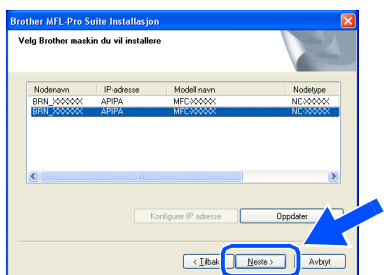 Brother MFL-Pro Suite Installasjon
Velg Brother maskin du vil installere
Nodenavn IP-adresse Modell navn Nodetype
BRN_XXXXXX APIPA MFC-XXXXX NC-XXXXX
BRN_XXXXXX APIPA MFC-XXXXX NC-XXXXX
Konfigurer IP adresse Oppdater
< Tilbak Neste > Avbryt